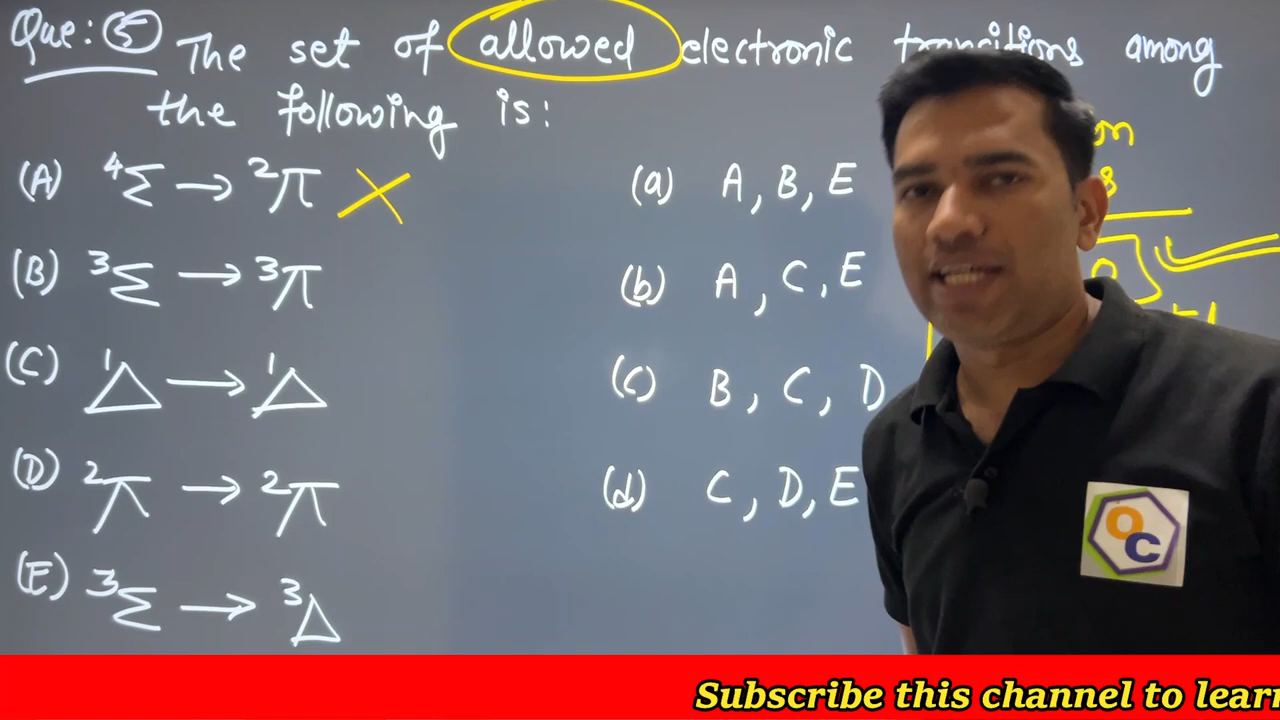 Que: 5 The set of allowed electronic transitions among
the following is:
(A) ⁴Σ → ²π ×
(a) A, B, E
(B) ³Σ → ³π
(b) A, C, E
(C) ¹Δ → ¹Δ
(c) B, C, D
(D) ²π → ²π
(d) C, D, E
(E) ³Σ → ³Δ
OC
Subscribe this channel to lear